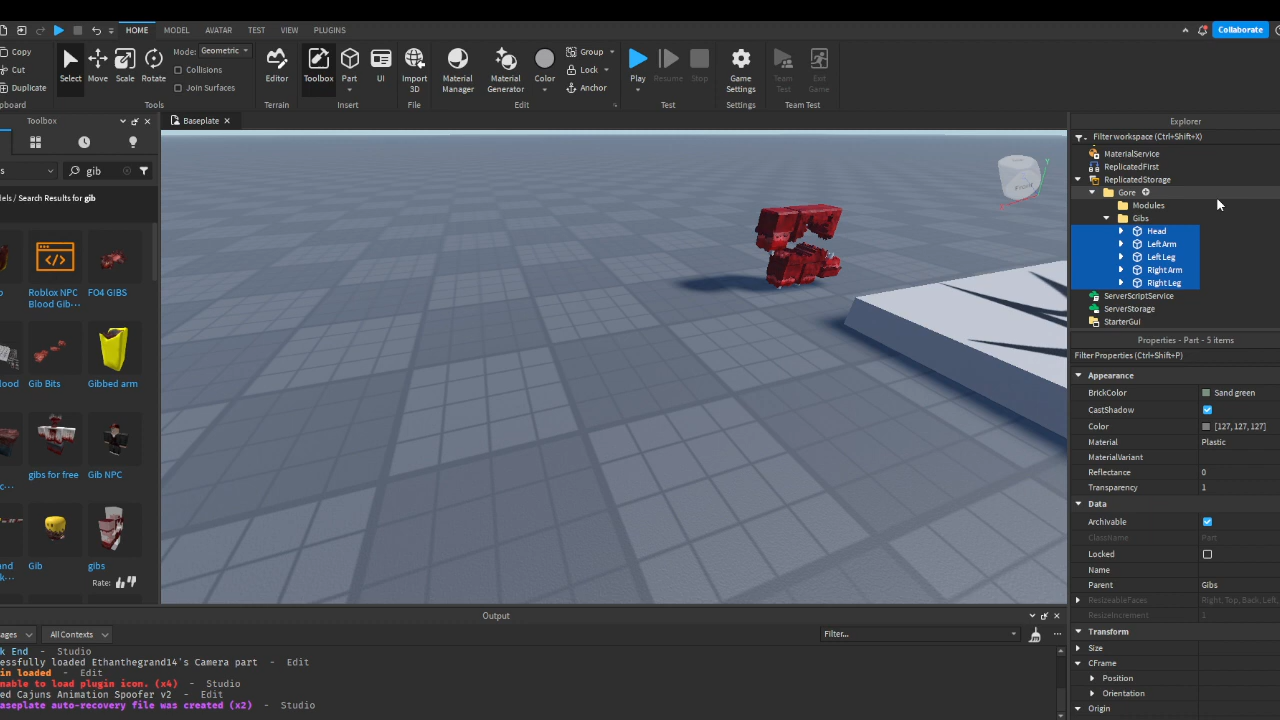 HOME MODEL AVATAR TEST VIEW PLUGINS
Collaborate
Copy
Cut
Duplicate
Select Move Scale Rotate
Mode: Geometric
Collisions
Join Surfaces
Tools
Editor
Terrain
Toolbox Part UI
Insert
Import 3D
File
Material Manager
Material Generator
Color
Group
Lock
Anchor
Edit
Play Resume Stop
Test
Game Settings
Settings
Team Test
Exit Game
Team Test
Toolbox
gib
Search Results for gib
Roblox NPC Blood Gib···
FO4 GIBS
Gib Bits
Gibbed arm
gibs for free
Gib NPC
Gib
gibs
Rate:
Baseplate
Front
Y
Explorer
Filter workspace (Ctrl+Shift+X)
MaterialService
ReplicatedFirst
ReplicatedStorage
Gore
Modules
Gibs
Head
Left Arm
Left Leg
Right Arm
Right Leg
ServerScriptService
ServerStorage
StarterGui
Properties - Part - 5 items
Filter Properties (Ctrl+Shift+P)
Appearance
BrickColor Sand green
CastShadow
Color [127, 127, 127]
Material Plastic
MaterialVariant
Reflectance 0
Transparency 1
Data
Archivable
ClassName Part
Locked
Name
Parent Gibs
ResizeableFaces Right, Top, Back, Left,
ResizeIncrement 1
Transform
Size
CFrame
Position
Orientation
Origin
Output
All Contexts
Filter...
k End - Studio
essfully loaded Ethanthegrand14's Camera part - Edit
in loaded - Edit
nable to load plugin icon. (x4) - Studio
ed Cajuns Animation Spoofer v2 - Edit
aseplate auto-recovery file was created (x2) - Studio